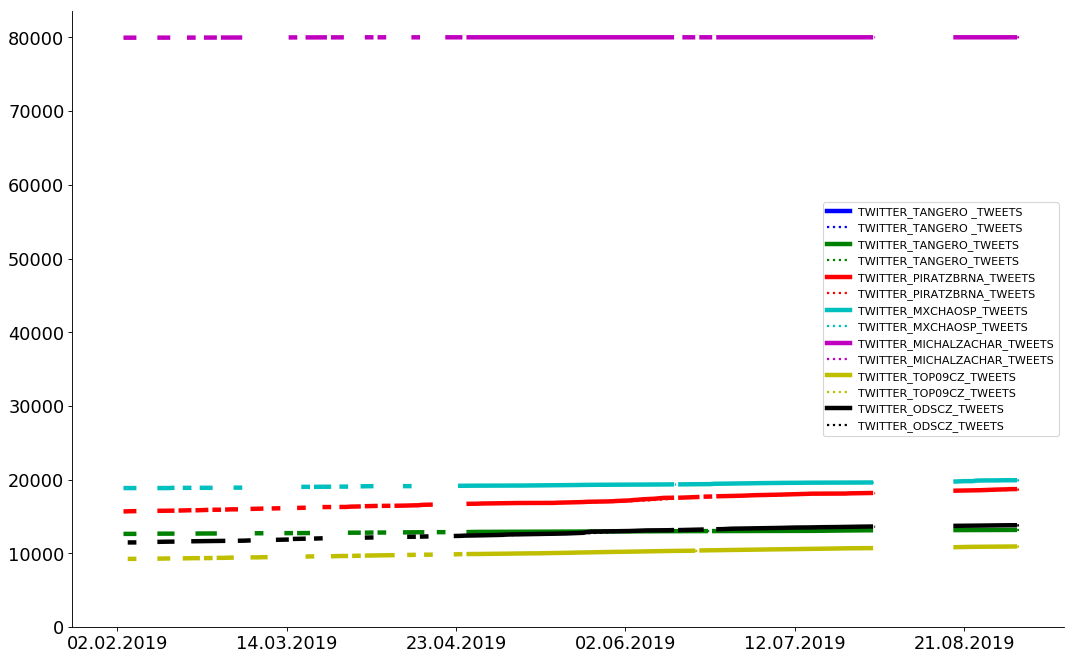 80000
70000
60000
50000
40000
30000
20000
10000
0
02.02.2019 14.03.2019 23.04.2019 02.06.2019 12.07.2019 21.08.2019
TWITTER_TANGERO _TWEETS
TWITTER_TANGERO _TWEETS
TWITTER_TANGERO_TWEETS
TWITTER_TANGERO_TWEETS
TWITTER_PIRATZBRNA_TWEETS
TWITTER_PIRATZBRNA_TWEETS
TWITTER_MXCHAOSP_TWEETS
TWITTER_MXCHAOSP_TWEETS
TWITTER_MICHALZACHAR_TWEETS
TWITTER_MICHALZACHAR_TWEETS
TWITTER_TOP09CZ_TWEETS
TWITTER_TOP09CZ_TWEETS
TWITTER_ODSCZ_TWEETS
TWITTER_ODSCZ_TWEETS